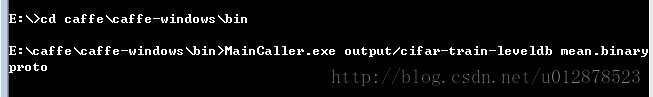 E:\>cd caffe\caffe-windows\bin
E:\caffe\caffe-windows\bin>MainCaller.exe output/cifar-train-leveldb mean.binary
proto
http://blog.csdn.net/u012878523